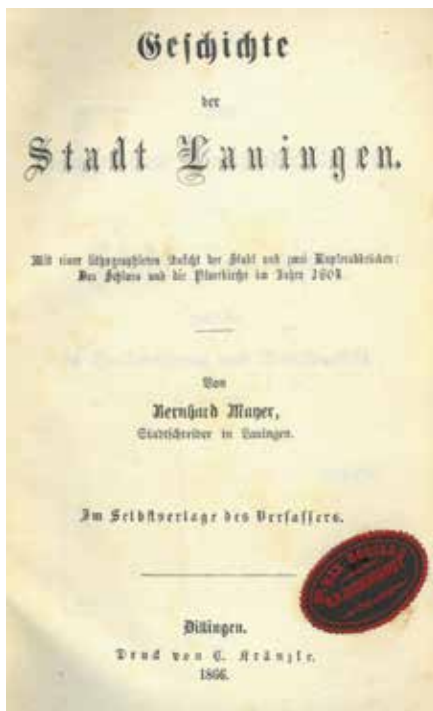 Geschichte
der
Stadt Lauingen.
Mit einer lithographirten Ansicht der Stadt und zwei Kupferabdrücken:
Das Schloss und die Pfarrkirche im Jahre 1604.
Von
Bernhard Mayer,
Stadtschreiber in Lauingen.
Im Selbstverlage des Verfassers.
Dillingen.
Druck von C. Kränzle.
1866.